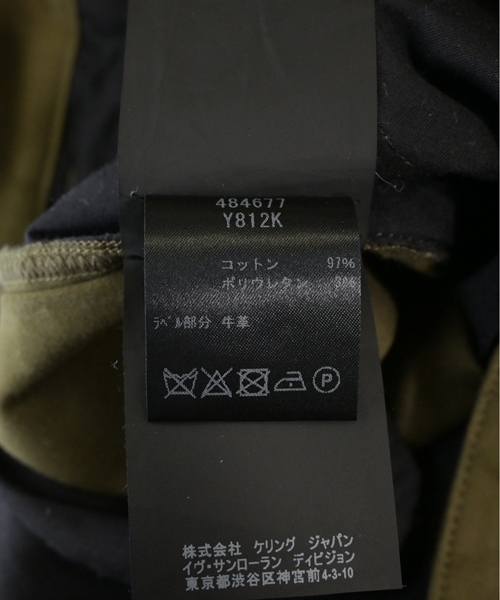 484677
Y812K
コットン 97%
ポリウレタン 3%
ラベル部分 牛革
P
株式会社 ケリング ジャパン
イヴ・サンローラン ディビジョン
東京都渋谷区神宮前4-3-10